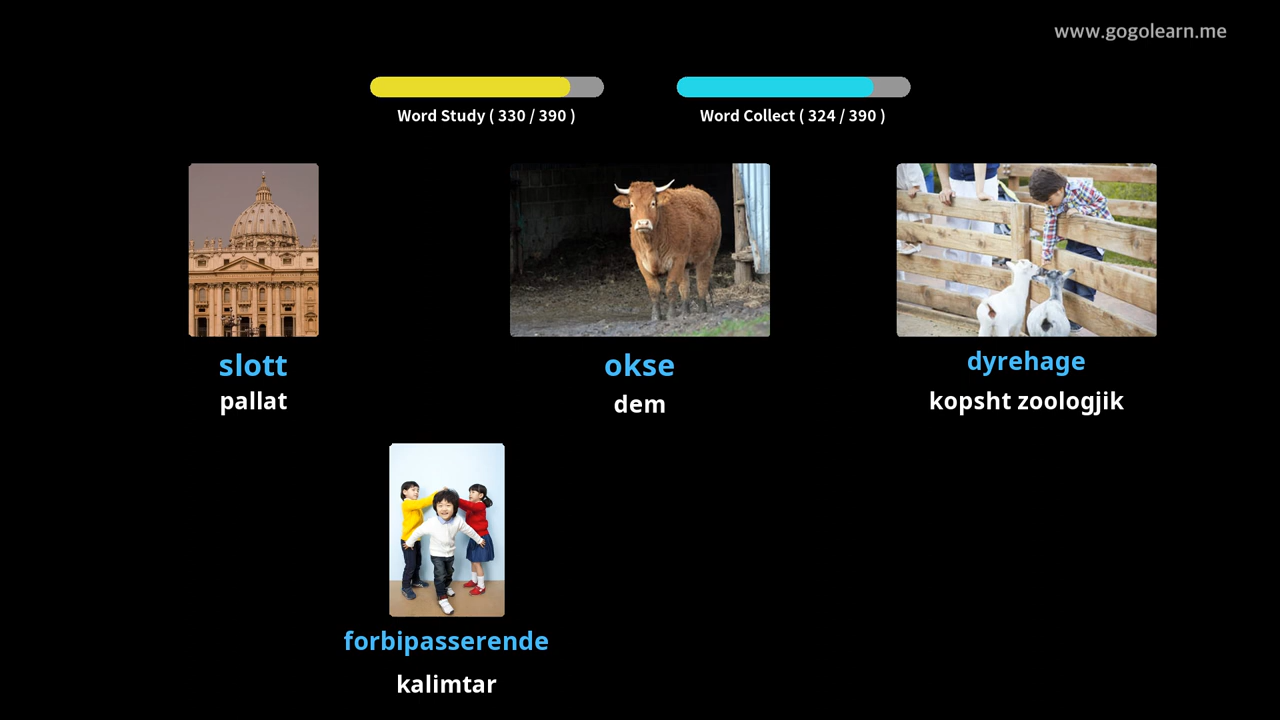 www.gogolearn.me
Word Study ( 330 / 390 )
Word Collect ( 324 / 390 )
slott
pallat
okse
dem
dyrehage
kopsht zoologjik
forbipasserende
kalimtar